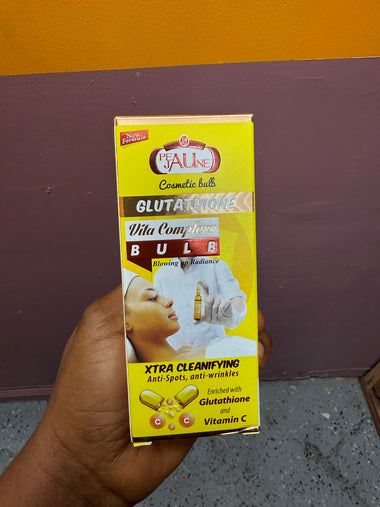 New
Formula
PEAU
JAUNE
Cosmetic bulb
GLUTATHIONE
Vita Complexe
BULB
Blowing up Radiance
XTRA CLEANIFYING
Anti-Spots, anti-wrinkles
Enriched with
Glutathione
and
Vitamin C
C C